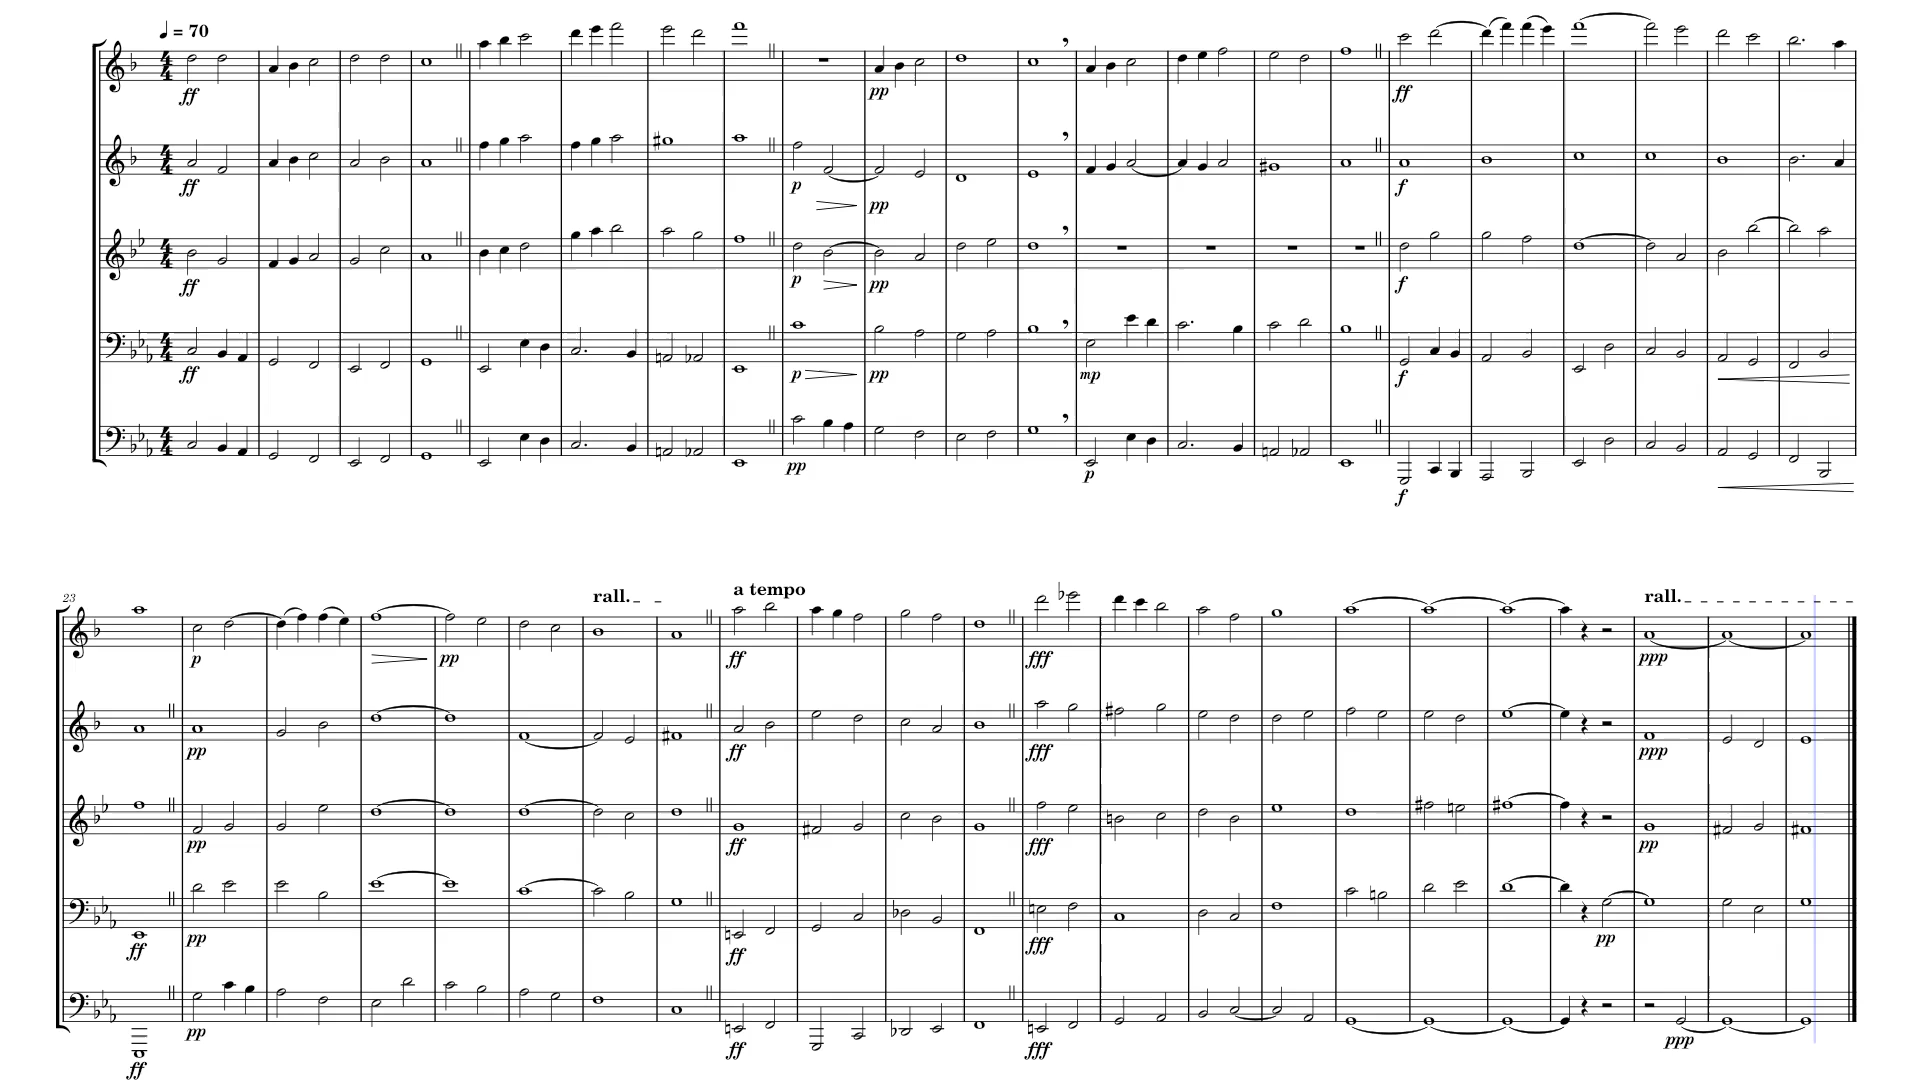 ♩ = 70
ff pp ff
ff p pp f
ff p pp f
ff p pp mp f
pp p f
23
rall. a tempo rall.
p pp ff fff ppp
pp ff fff ppp
pp ff fff pp
ff pp ff fff pp
ff pp ff fff ppp